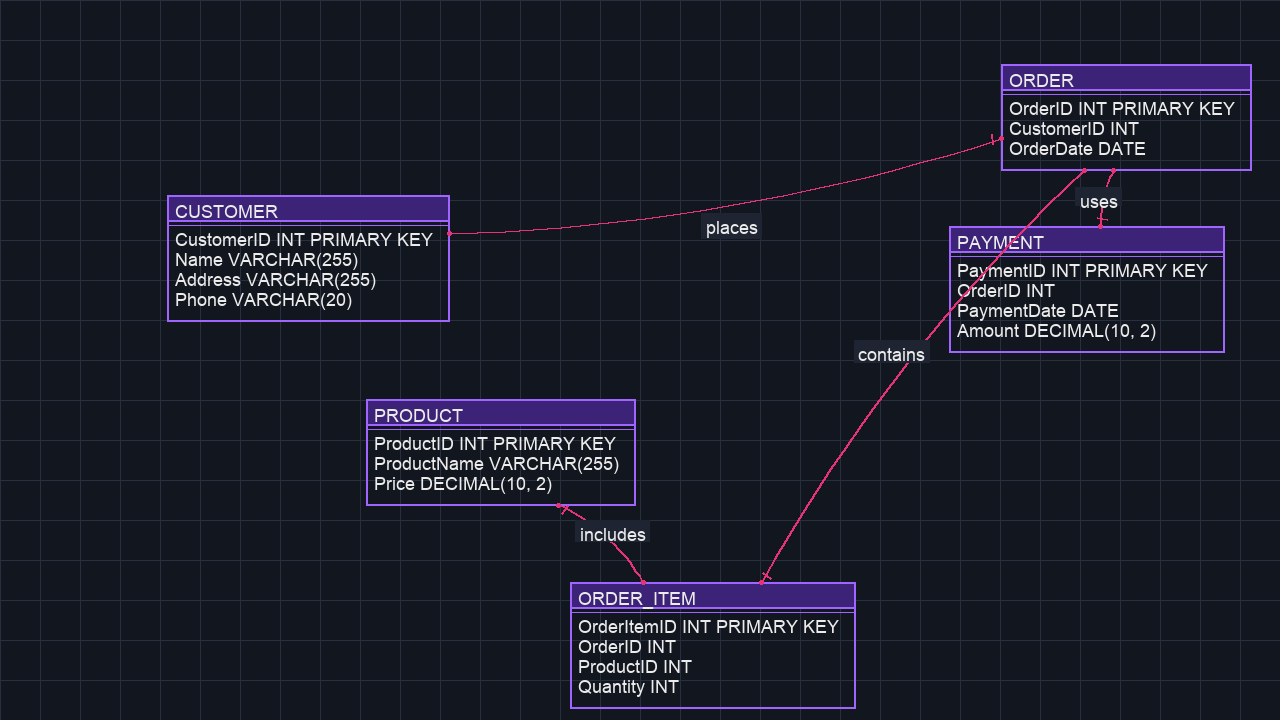 ORDER
OrderID INT PRIMARY KEY
CustomerID INT
OrderDate DATE
uses
CUSTOMER
CustomerID INT PRIMARY KEY
Name VARCHAR(255)
Address VARCHAR(255)
Phone VARCHAR(20)
places
PAYMENT
PaymentID INT PRIMARY KEY
OrderID INT
PaymentDate DATE
Amount DECIMAL(10, 2)
contains
PRODUCT
ProductID INT PRIMARY KEY
ProductName VARCHAR(255)
Price DECIMAL(10, 2)
includes
ORDER_ITEM
OrderItemID INT PRIMARY KEY
OrderID INT
ProductID INT
Quantity INT